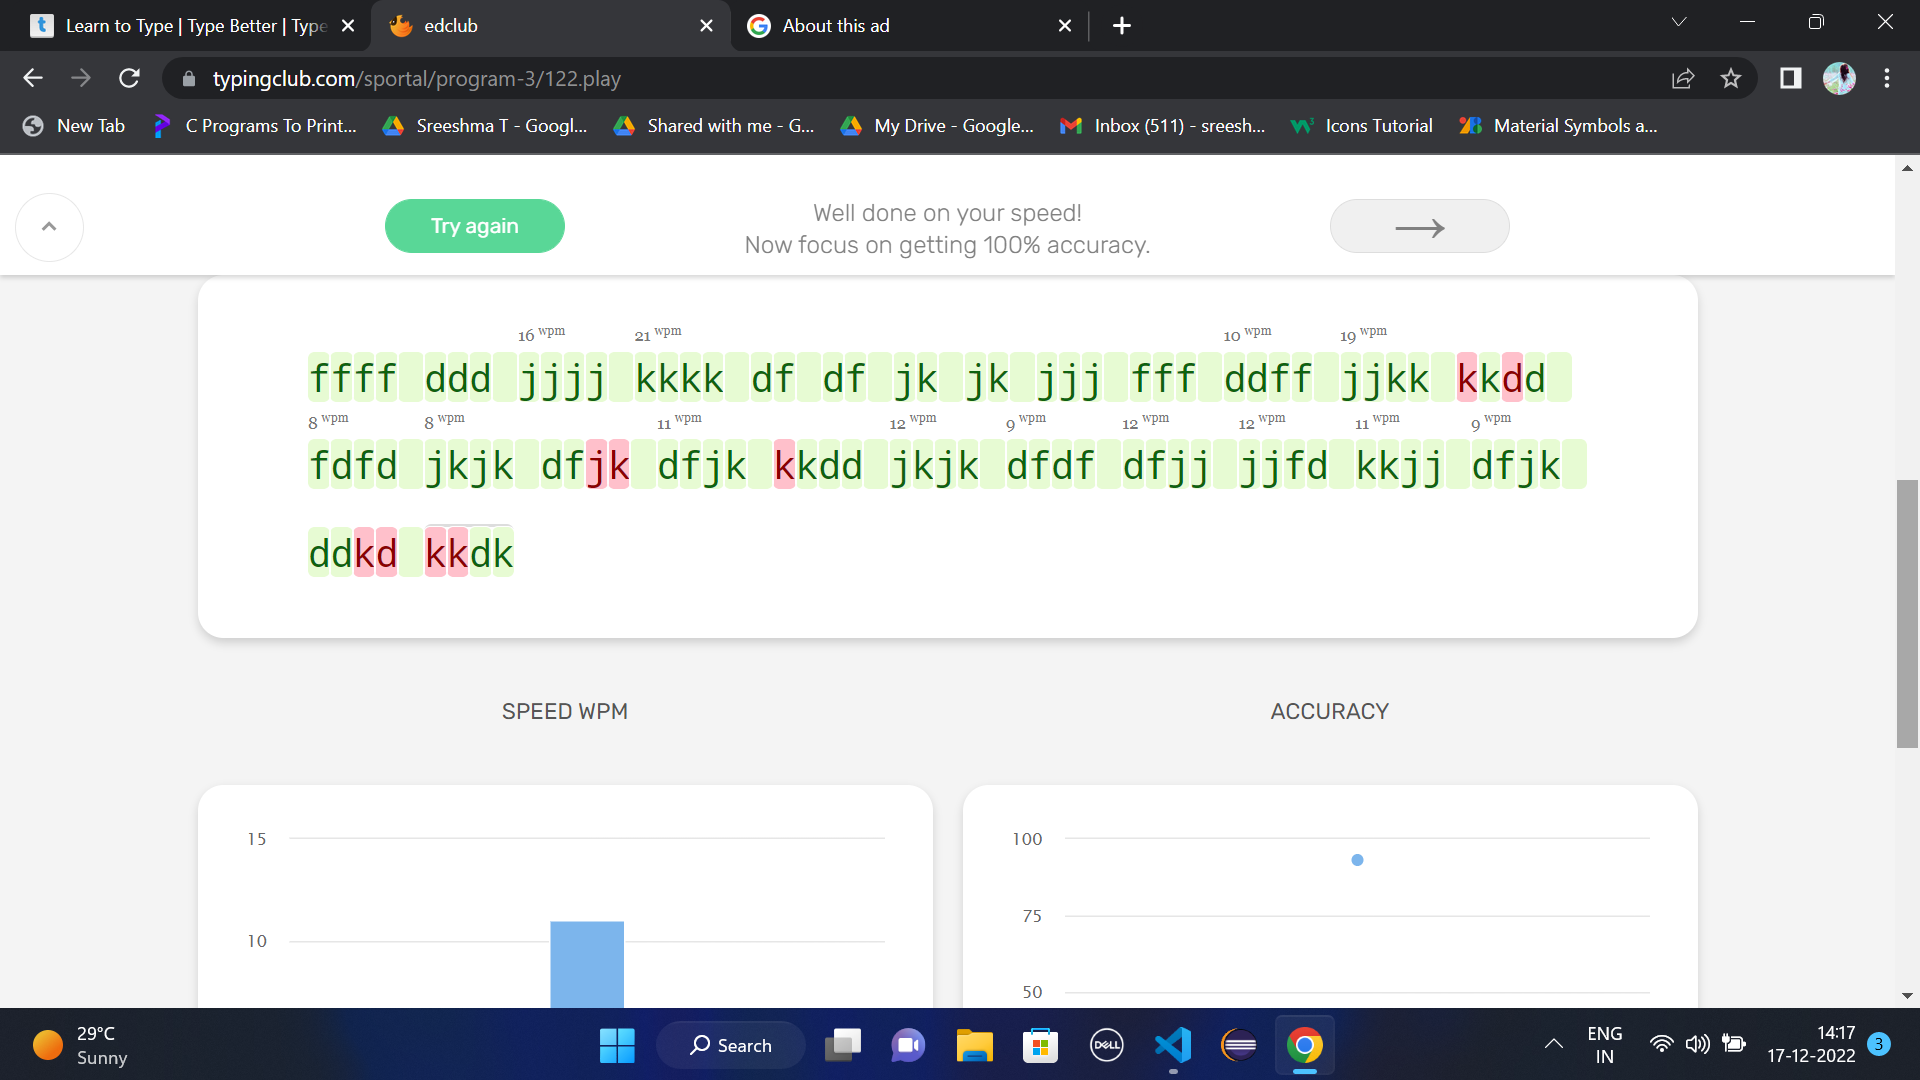 Learn to Type | Type Better | Type
edclub
About this ad
typingclub.com/sportal/program-3/122.play
New Tab
C Programs To Print...
Sreeshma T - Googl...
Shared with me - G...
My Drive - Google...
Inbox (511) - sreesh...
Icons Tutorial
Material Symbols a...
Try again
Well done on your speed!
Now focus on getting 100% accuracy.
16 wpm 21 wpm 10 wpm 19 wpm
ffff ddd jjjj kkkk df df jk jk jjj fff ddff jjkk kkdd
8 wpm 8 wpm 11 wpm 12 wpm 9 wpm 12 wpm 12 wpm 11 wpm 9 wpm
fdfd jkjk dfjk dfjk kkdd jkjk dfdf dfjj jjfd kkjj dfjk
ddkd kkdk
SPEED WPM
ACCURACY
15
10
100
75
50
29°C
Sunny
Search
DELL
ENG
IN
14:17
17-12-2022
3